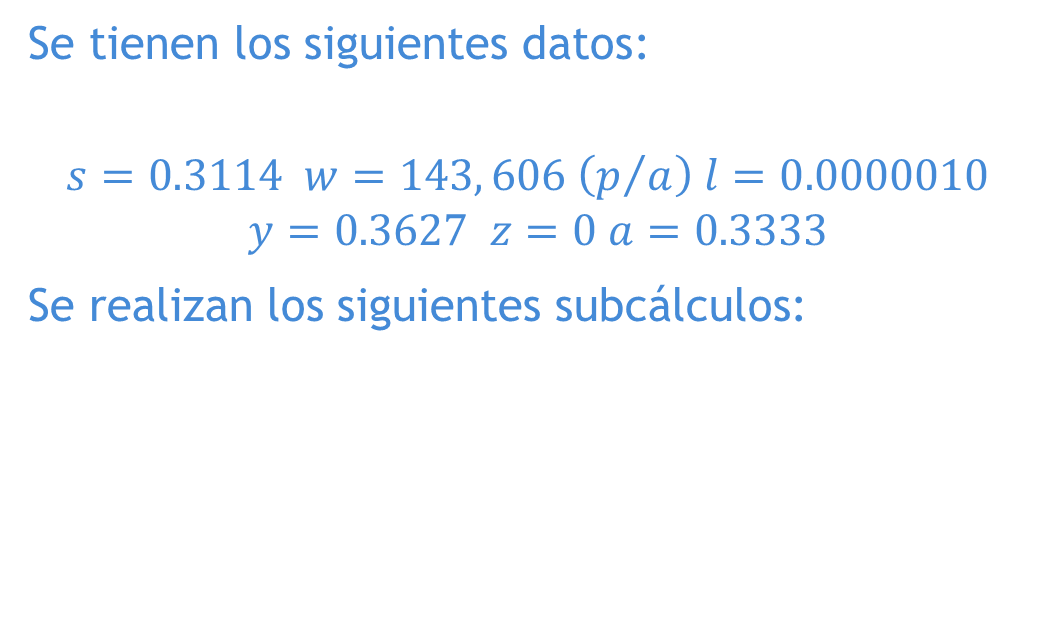 Se tienen los siguientes datos:
s = 0.3114 w = 143,606 (p/a) l = 0.0000010
y = 0.3627 z = 0 a = 0.3333
Se realizan los siguientes subcálculos: